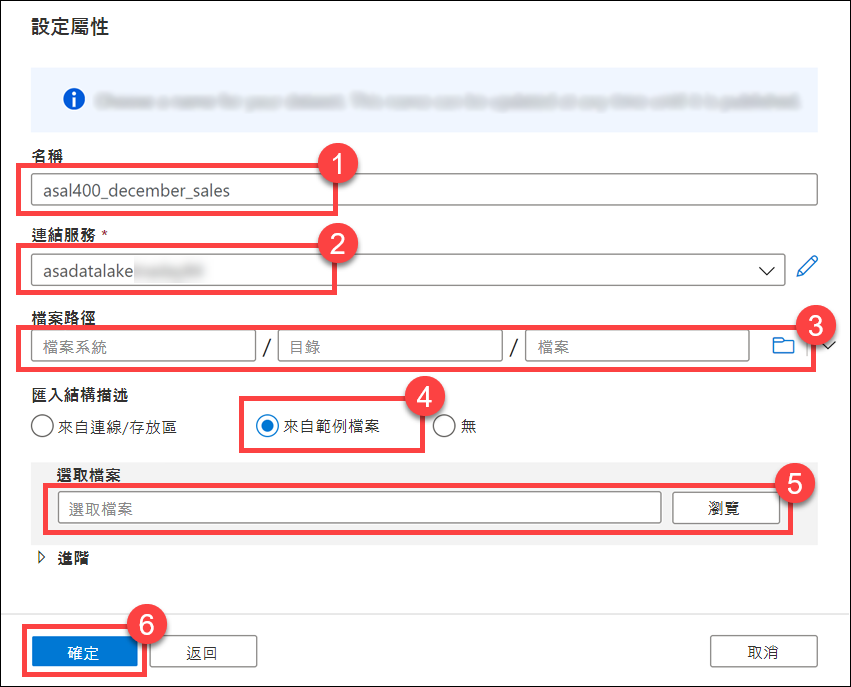 設定屬性
名稱
1
asal400_december_sales
連結服務 *
2
asadatalake
檔案路徑
3
檔案系統 / 目錄 / 檔案
匯入結構描述
4
來自連線/存放區 來自範例檔案 無
選取檔案
5
選取檔案 瀏覽
進階
6
確定 返回 取消